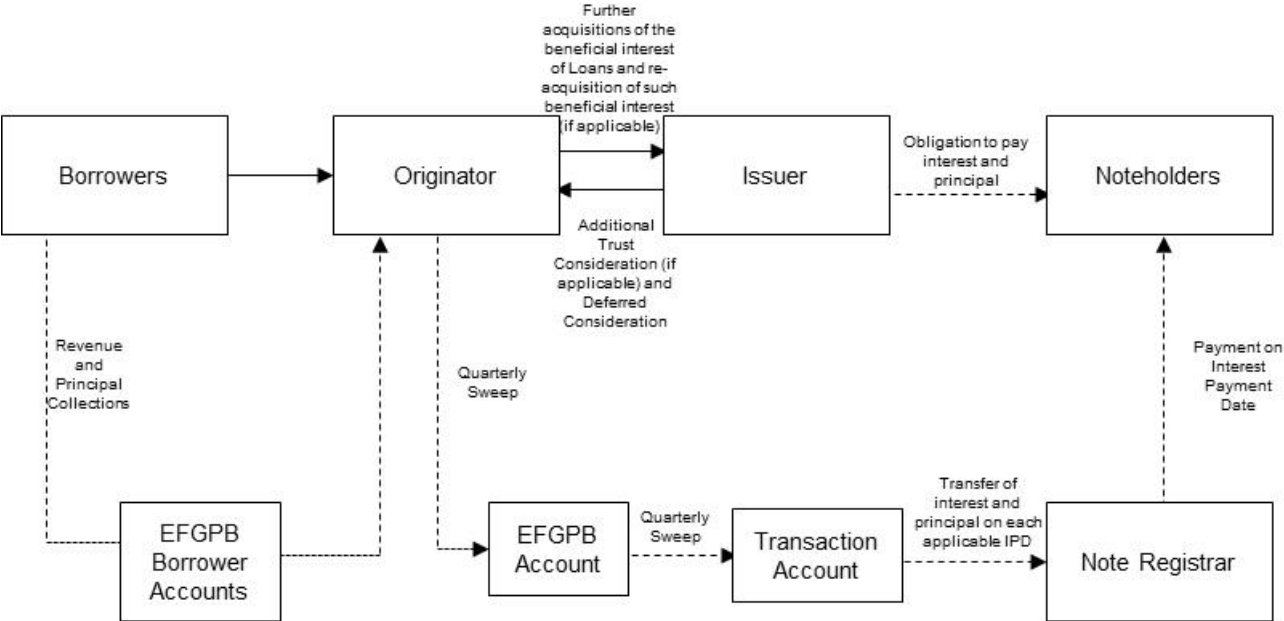 Further
acquisitions of the
beneficial interest
of Loans and re-
acquisition of such
beneficial interest
(if applicable)
Borrowers
Originator
Issuer
Obligation to pay
interest and
principal
Noteholders
Additional
Trust
Consideration (if
applicable) and
Deferred
Consideration
Revenue
and
Principal
Collections
Quarterly
Sweep
Payment on
Interest
Payment
Date
EFGPB
Borrower
Accounts
EFGPB
Account
Quarterly
Sweep
Transaction
Account
Transfer of
interest and
principal on each
applicable IPD
Note Registrar